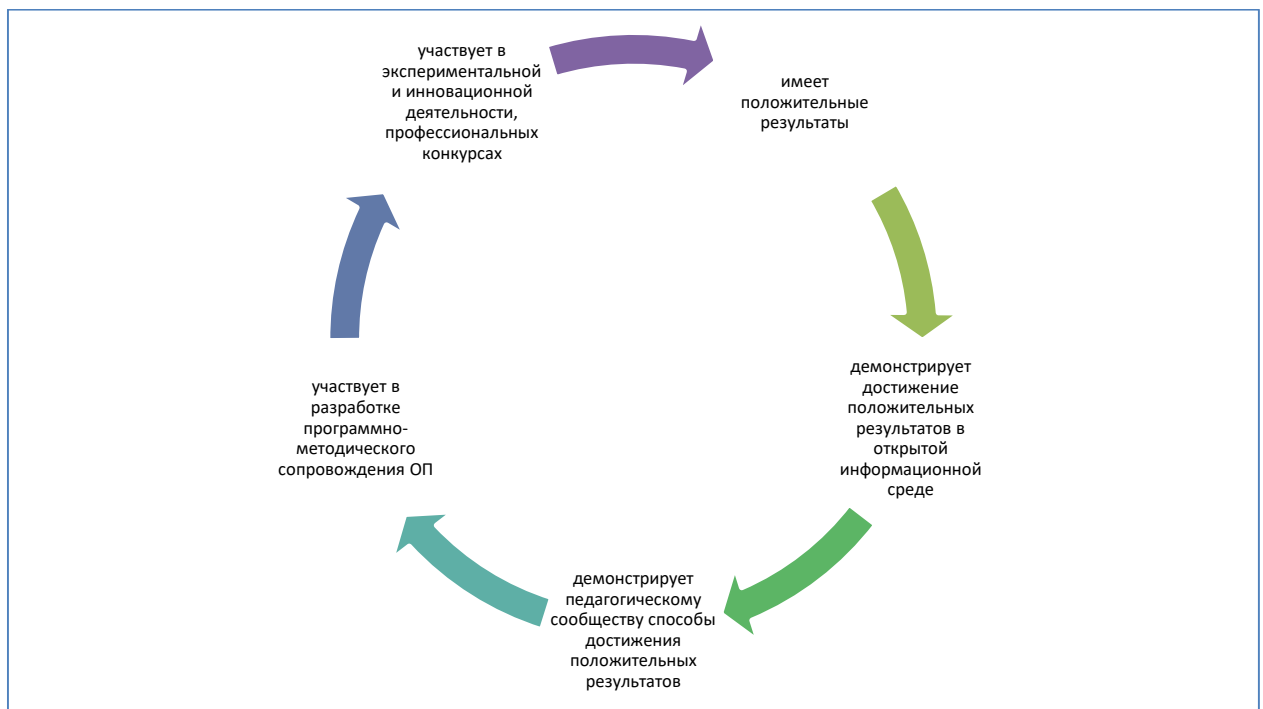 участвует в
экспериментальной
и инновационной
деятельности,
профессиональных
конкурсах
имеет
положительные
результаты
демонстрирует
достижение
положительных
результатов в
открытой
информационной
среде
демонстрирует
педагогическому
сообществу способы
достижения
положительных
результатов
участвует в
разработке
программно-
методического
сопровождения ОП